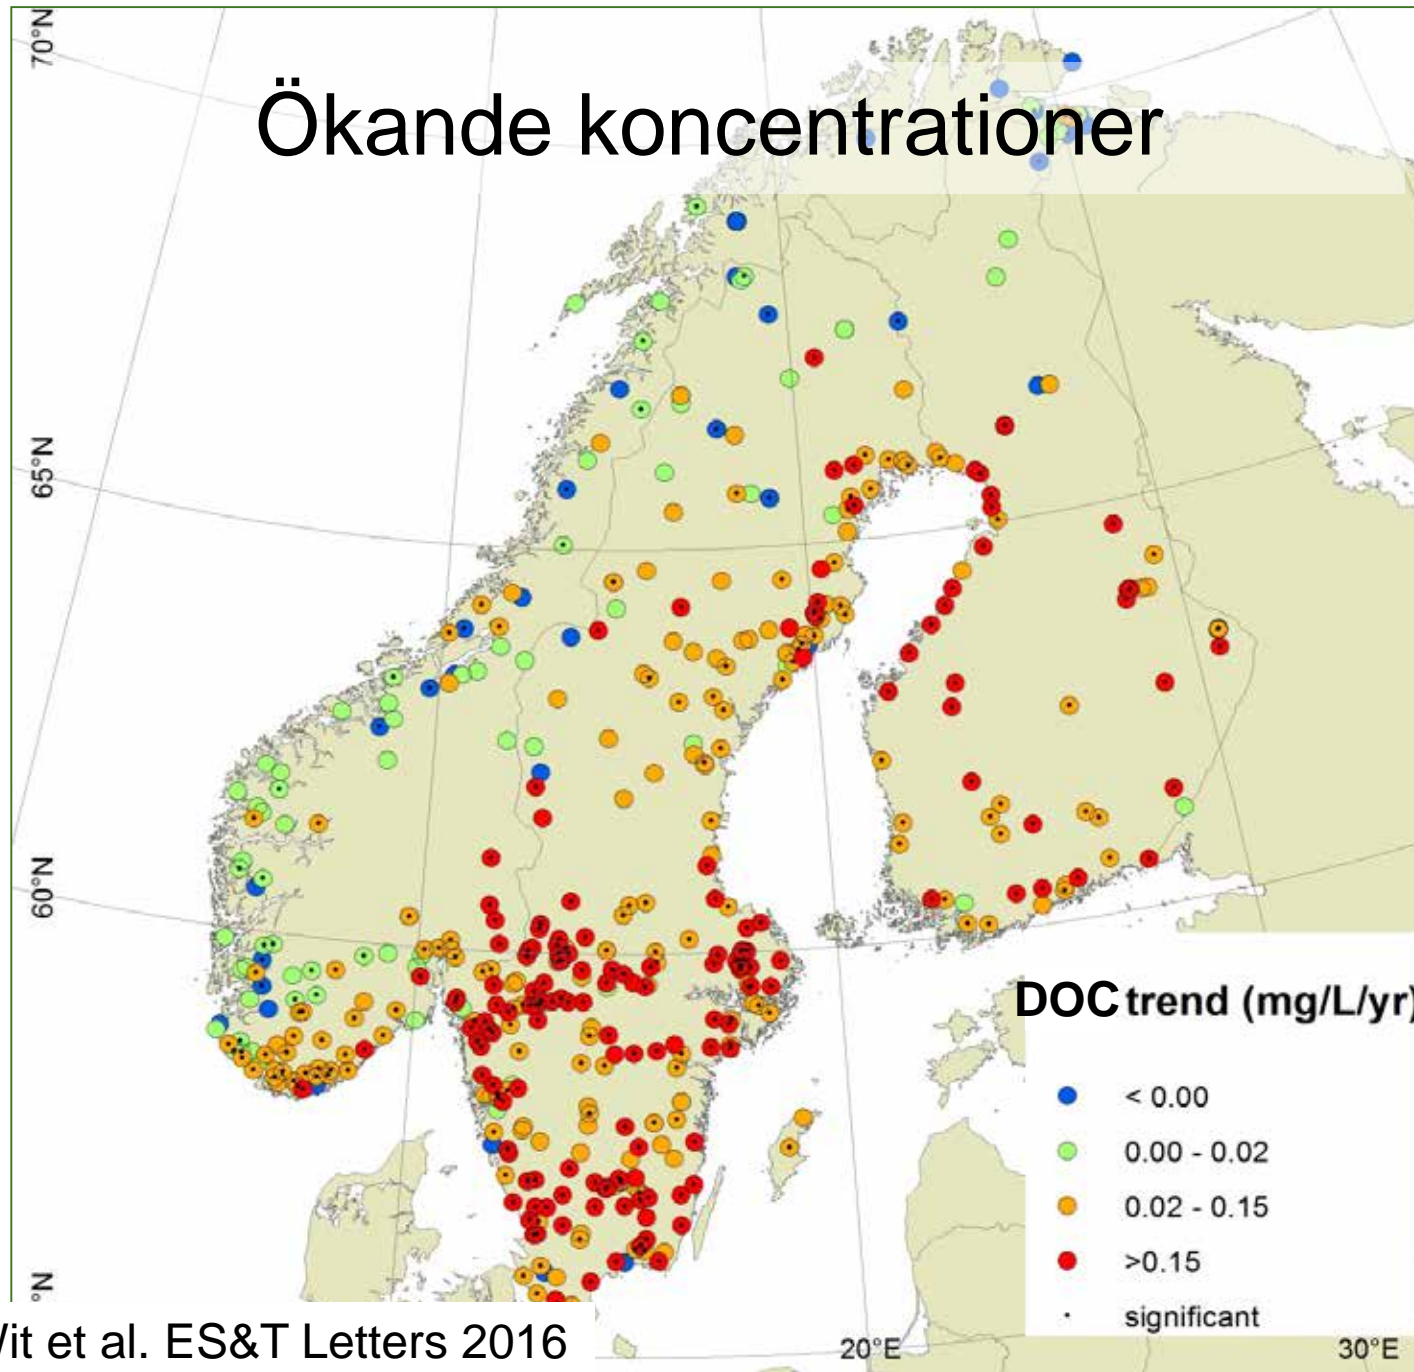 70°N
Ökande koncentrationer
65°N
60°N
DOC trend (mg/L/yr)
< 0.00
0.00 - 0.02
0.02 - 0.15
>0.15
significant
°N
et al. ES&T Letters 2016
20°E
30°E